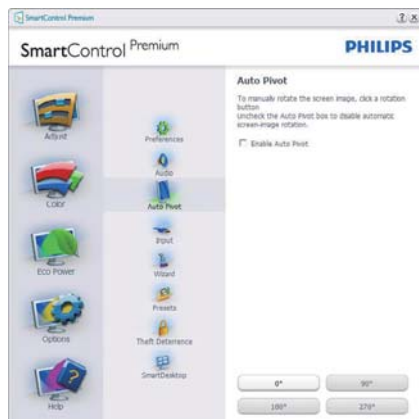 SmartControl Premium
SmartControl Premium
PHILIPS
Adjust
Color
Eco Power
Options
Help
Preferences
Audio
Auto Pivot
Input
Wizard
Presets
Theft Deterrence
SmartDesktop
Auto Pivot
To manually rotate the screen image, click a rotation
button
Uncheck the Auto Pivot box to disable automatic
screen-image rotation.
Enable Auto Pivot
0°
90°
180°
270°